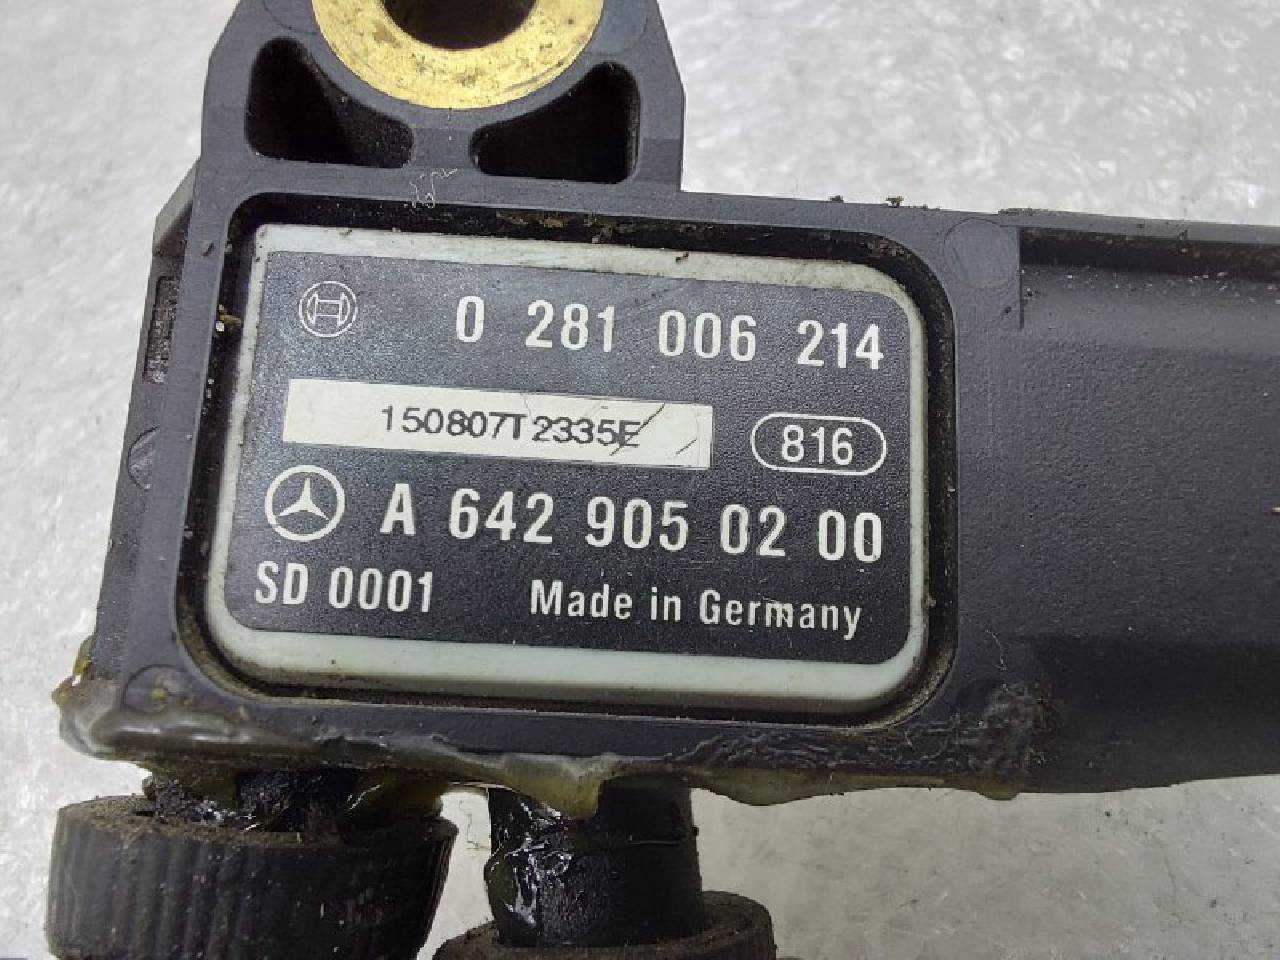 0 281 006 214
150807T2335E
816
A 642 905 02 00
SD 0001 Made in Germany